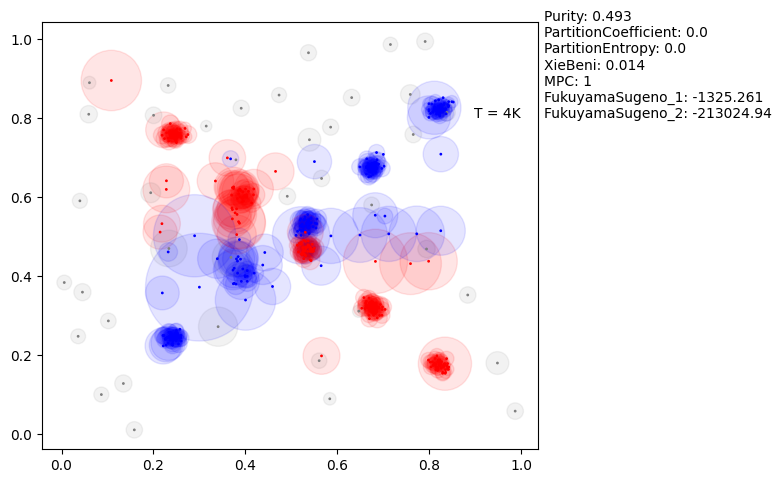 Purity: 0.493
PartitionCoefficient: 0.0
PartitionEntropy: 0.0
XieBeni: 0.014
MPC: 1
FukuyamaSugeno_1: -1325.261
FukuyamaSugeno_2: -213024.94
T = 4K
1.0
0.8
0.6
0.4
0.2
0.0
0.0 0.2 0.4 0.6 0.8 1.0